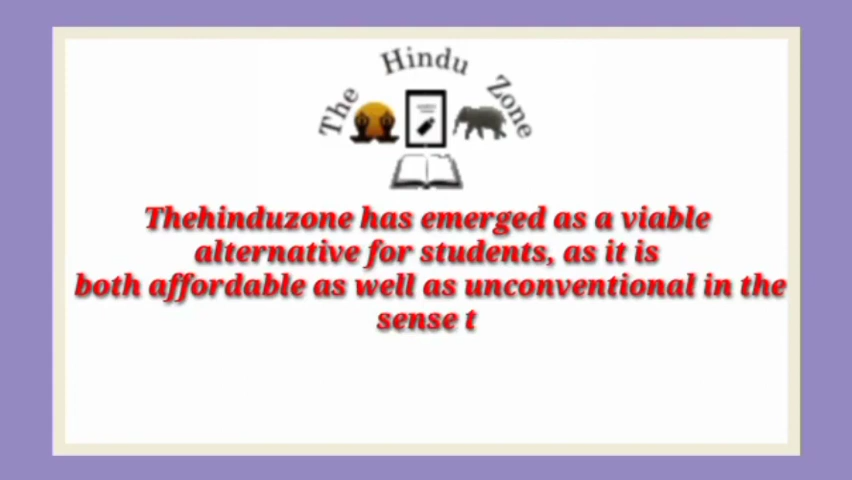 The Hindu Zone
Thehinduzone has emerged as a viable
alternative for students, as it is
both affordable as well as unconventional in the
sense t